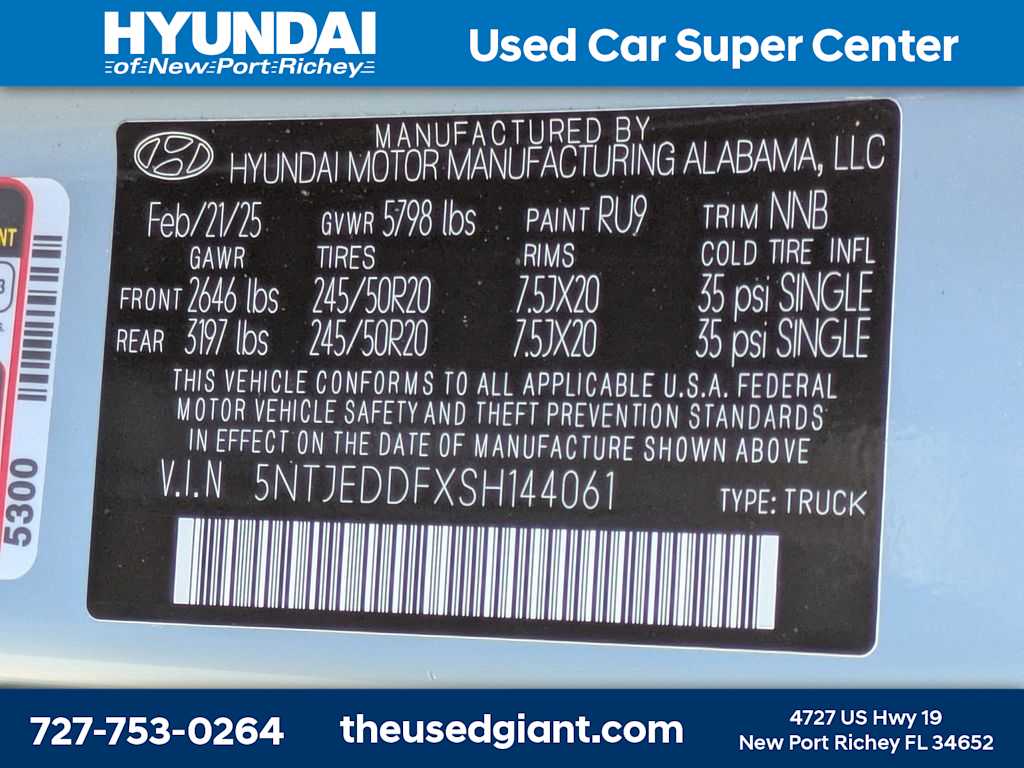 HYUNDAI
of New Port Richey
Used Car Super Center
MANUFACTURED BY
HYUNDAI MOTOR MANUFACTURING ALABAMA, LLC
Feb/21/25 GVWR 5798 lbs PAINT RU9 TRIM NNB
GAWR TIRES RIMS COLD TIRE INFL
FRONT 2646 lbs 245/50R20 7.5JX20 35 psi SINGLE
REAR 3197 lbs 245/50R20 7.5JX20 35 psi SINGLE
THIS VEHICLE CONFORMS TO ALL APPLICABLE U.S.A. FEDERAL
MOTOR VEHICLE SAFETY AND THEFT PREVENTION STANDARDS
IN EFFECT ON THE DATE OF MANUFACTURE SHOWN ABOVE
V.I.N 5NTJEDDFXSH144061 TYPE: TRUCK
5300
727-753-0264
theusedgiant.com
4727 US Hwy 19
New Port Richey FL 34652